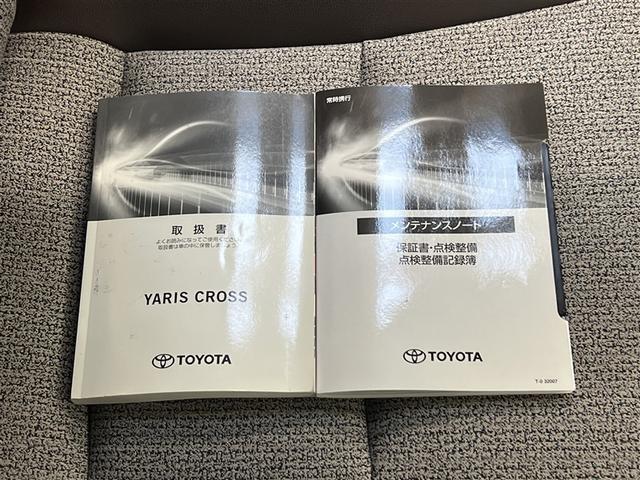 取扱書
よくお読みになってご使用ください。
取扱書は車の中に保管しましょう。
YARIS CROSS
TOYOTA
常時携行
メンテナンスノート
保証書・点検整備
点検整備記録簿
TOYOTA